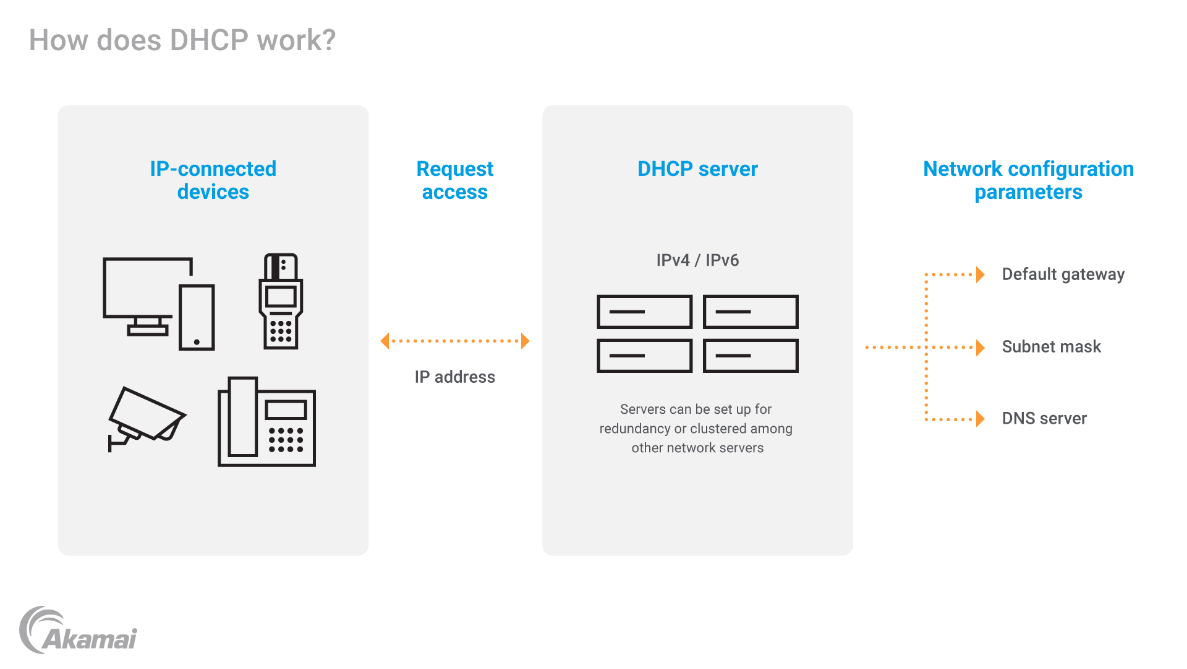 How does DHCP work?
IP-connected
devices
Request
access
IP address
DHCP server
IPv4 / IPv6
Servers can be set up for
redundancy or clustered among
other network servers
Network configuration
parameters
Default gateway
Subnet mask
DNS server
Akamai